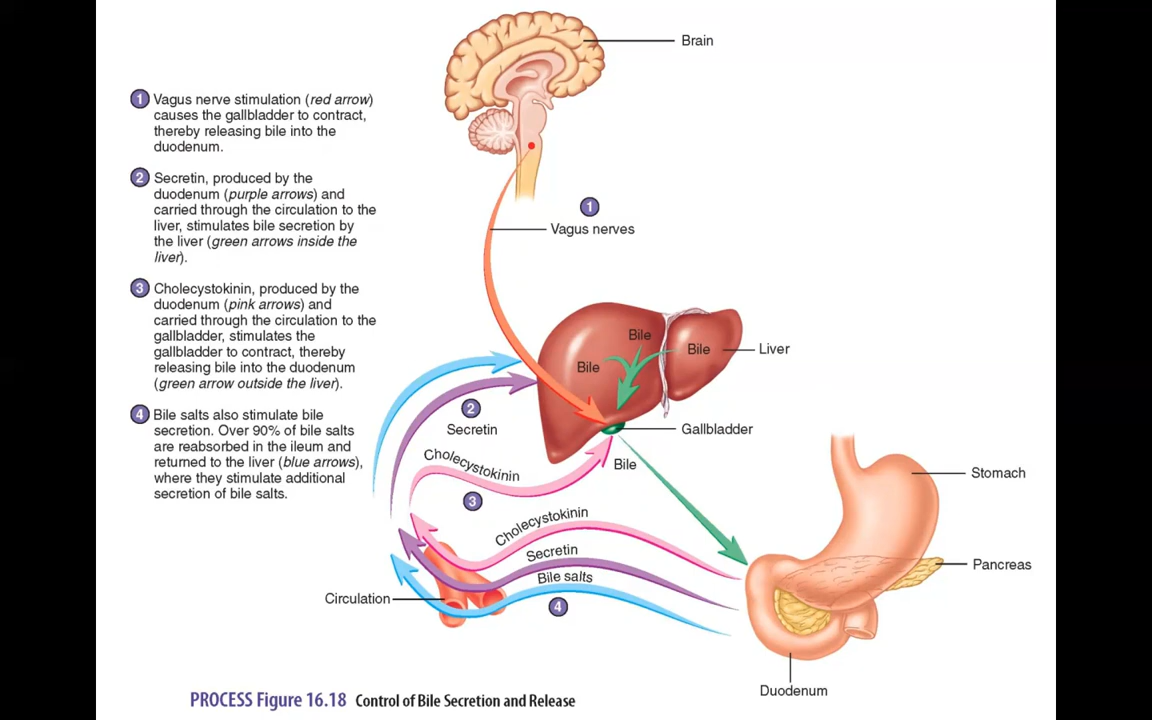 Brain
1 Vagus nerve stimulation (red arrow)
causes the gallbladder to contract,
thereby releasing bile into the
duodenum.
2 Secretin, produced by the
duodenum (purple arrows) and
carried through the circulation to the
liver, stimulates bile secretion by
the liver (green arrows inside the
liver).
3 Cholecystokinin, produced by the
duodenum (pink arrows) and
carried through the circulation to the
gallbladder, stimulates the
gallbladder to contract, thereby
releasing bile into the duodenum
(green arrow outside the liver).
4 Bile salts also stimulate bile
secretion. Over 90% of bile salts
are reabsorbed in the ileum and
returned to the liver (blue arrows),
where they stimulate additional
secretion of bile salts.
1
Vagus nerves
Bile
Bile
Bile
Liver
2
Secretin
Gallbladder
Cholecystokinin
Bile
3
Stomach
Cholecystokinin
Secretin
Bile salts
4
Pancreas
Circulation
Duodenum
PROCESS Figure 16.18 Control of Bile Secretion and Release